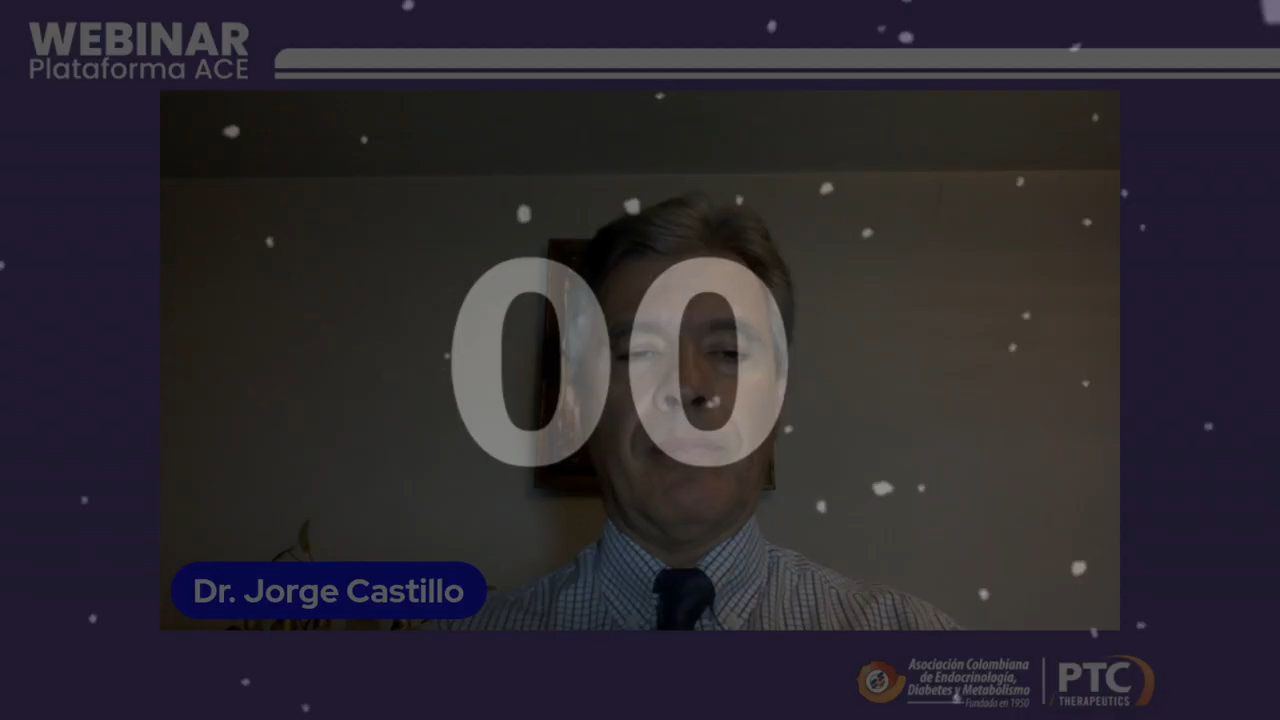 WEBINAR
Plataforma ACE
00
Dr. Jorge Castillo
Asociación Colombiana
de Endocrinología,
Diabetes y Metabolismo
Fundada en 1950
PTC
THERAPEUTICS